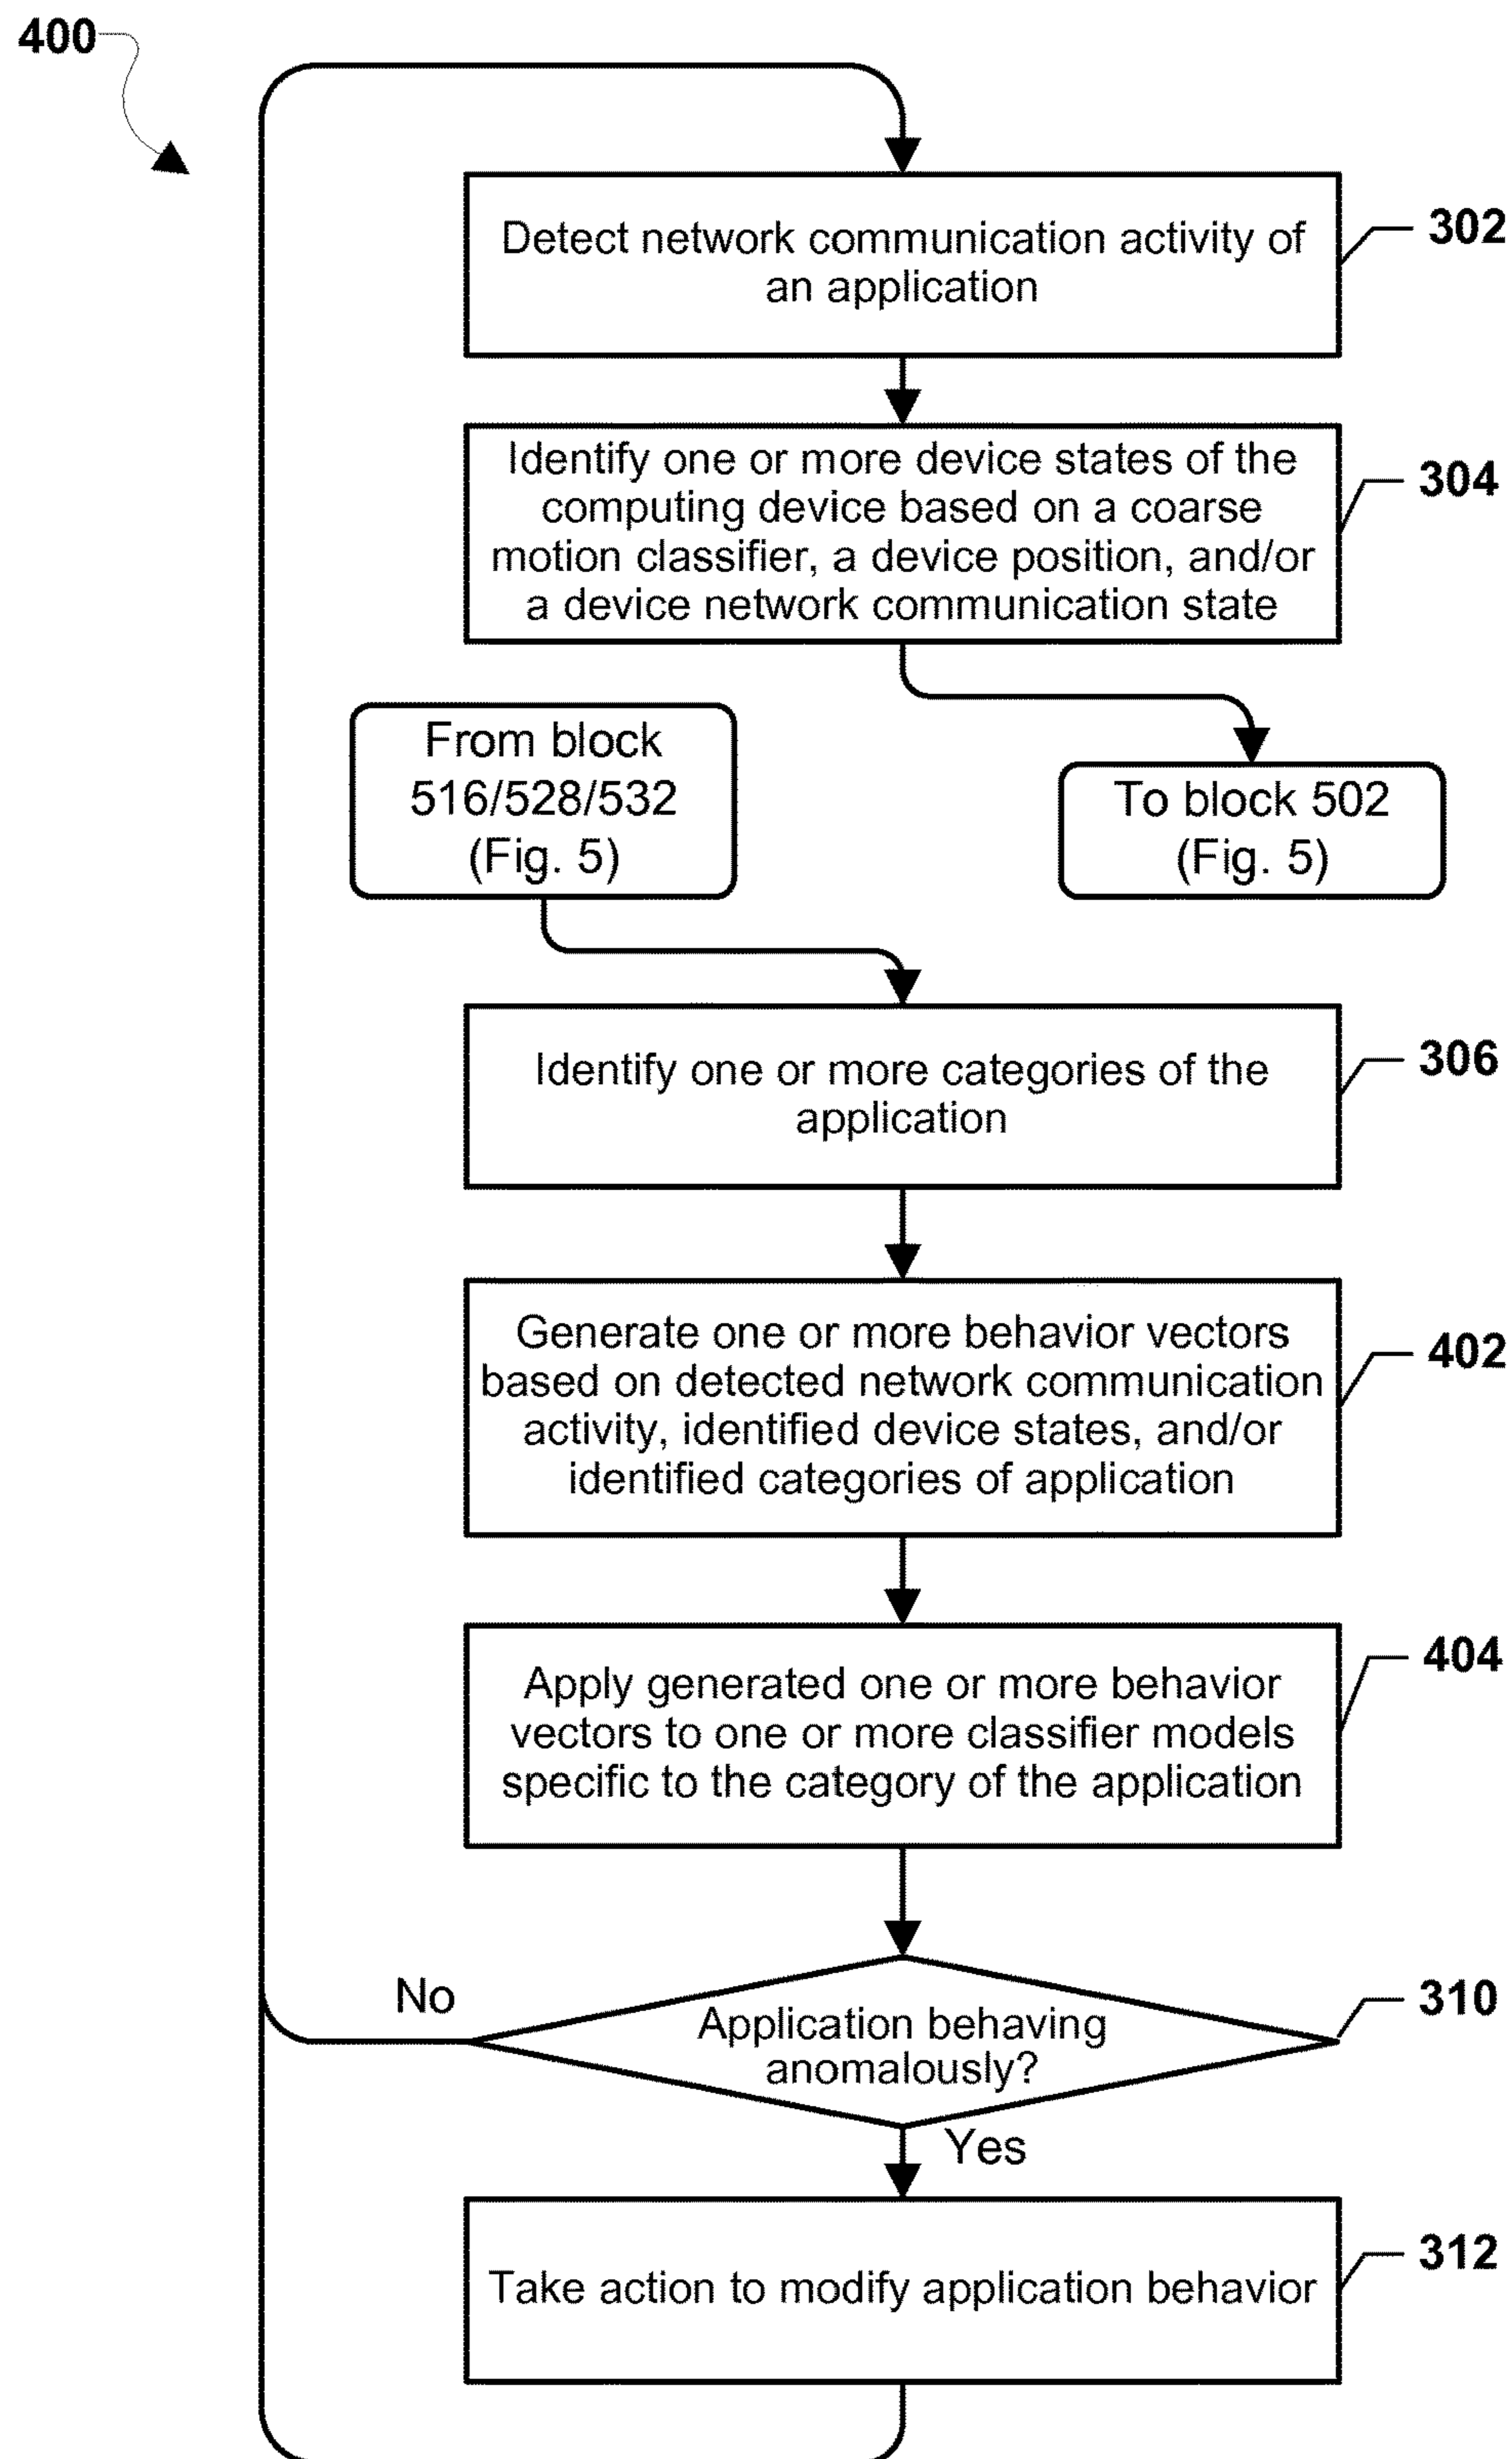 400
Detect network communication activity of
an application
302
Identify one or more device states of the
computing device based on a coarse
motion classifier, a device position, and/or
a device network communication state
304
From block
516/528/532
(Fig. 5)
To block 502
(Fig. 5)
Identify one or more categories of the
application
306
Generate one or more behavior vectors
based on detected network communication
activity, identified device states, and/or
identified categories of application
402
Apply generated one or more behavior
vectors to one or more classifier models
specific to the category of the application
404
No
Application behaving
anomalously?
310
Yes
Take action to modify application behavior
312